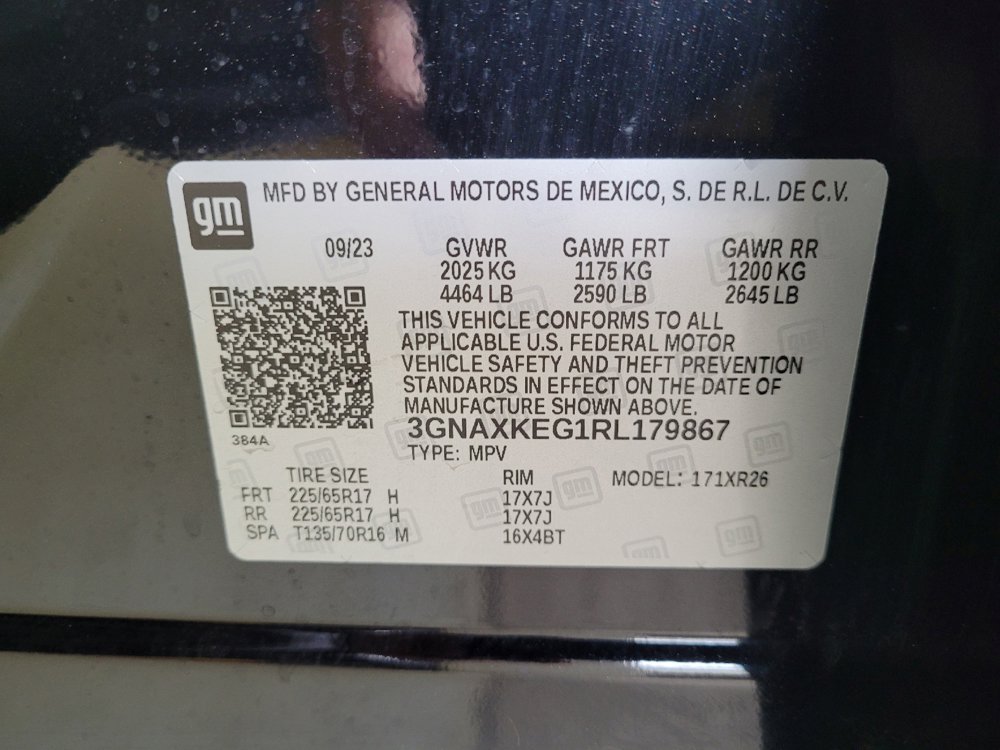 gm MFD BY GENERAL MOTORS DE MEXICO, S. DE R.L. DE C.V.
09/23 GVWR GAWR FRT GAWR RR
2025 KG 1175 KG 1200 KG
4464 LB 2590 LB 2645 LB
THIS VEHICLE CONFORMS TO ALL
APPLICABLE U.S. FEDERAL MOTOR
VEHICLE SAFETY AND THEFT PREVENTION
STANDARDS IN EFFECT ON THE DATE OF
MANUFACTURE SHOWN ABOVE.
3GNAXKEG1RL179867
384A
TYPE: MPV
TIRE SIZE RIM MODEL: 171XR26
FRT 225/65R17 H 17X7J
RR 225/65R17 H 17X7J
SPA T135/70R16 M 16X4BT